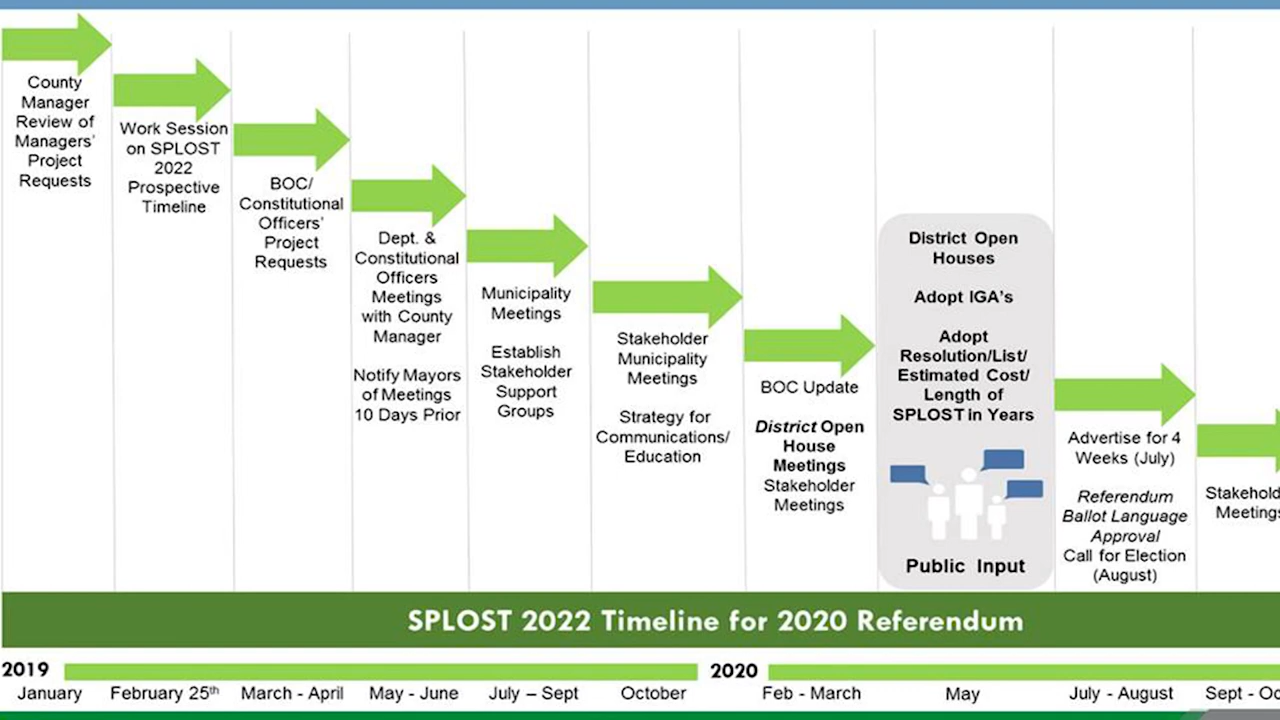 County
Manager
Review of
Managers'
Project
Requests
Work Session
on SPLOST
2022
Prospective
Timeline
BOC/
Constitutional
Officers'
Project
Requests
Dept. &
Constitutional
Officers
Meetings
with County
Manager
Notify Mayors
of Meetings
10 Days Prior
Municipality
Meetings
Establish
Stakeholder
Support
Groups
Stakeholder
Municipality
Meetings
Strategy for
Communications/
Education
BOC Update
District Open
House
Meetings
Stakeholder
Meetings
District Open
Houses
Adopt IGA's
Adopt
Resolution/List/
Estimated Cost/
Length of
SPLOST in Years
Public Input
Advertise for 4
Weeks (July)
Referendum
Ballot Language
Approval
Call for Election
(August)
Stakehold
Meetings
SPLOST 2022 Timeline for 2020 Referendum
2019 2020
January February 25th March - April May - June July – Sept October Feb - March May July - August Sept - Oc